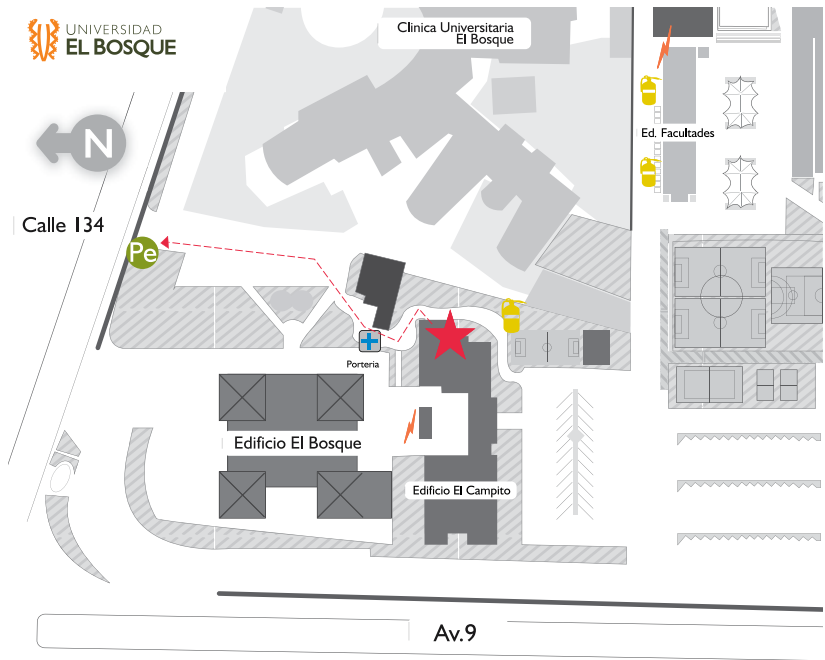 UNIVERSIDAD
EL BOSQUE
Clinica Universitaria
El Bosque
N
Ed. Facultades
Calle 134
Pe
Porteria
Edificio El Bosque
Edificio El Campito
Av.9